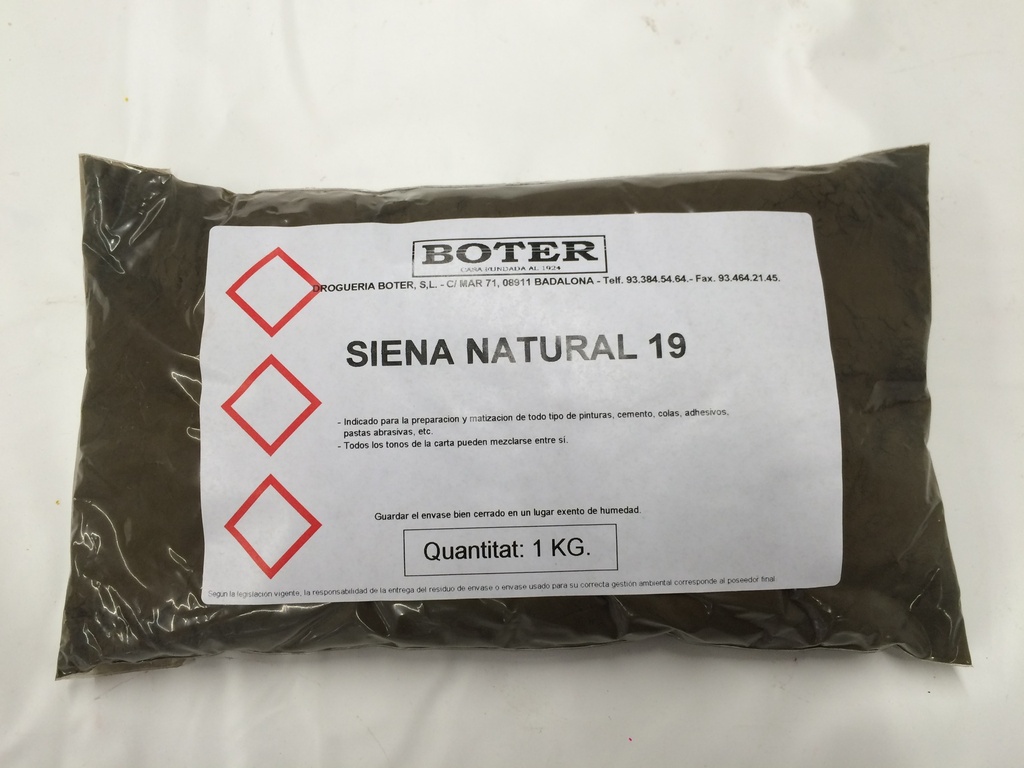 BOTER
CASA FUNDADA AL 1924
DROGUERIA BOTER, S,L. - C/ MAR 71, 08911 BADALONA - Telf. 93.384.54.64.- Fax. 93.464.21.45.
SIENA NATURAL 19
- Indicado para la preparacion y matizacion de todo tipo de pinturas, cemento, colas, adhesivos,
pastas abrasivas, etc.
- Todos los tonos de la carta pueden mezclarse entre si.
Guardar el envase bien cerrado en un lugar exento de humedad.
Quantitat: 1 KG.
Segun la legislacion vigente, la responsabilidad de la entrega del residuo de envase o envase usado para su correcta gestión ambiental corresponde al poseedor final